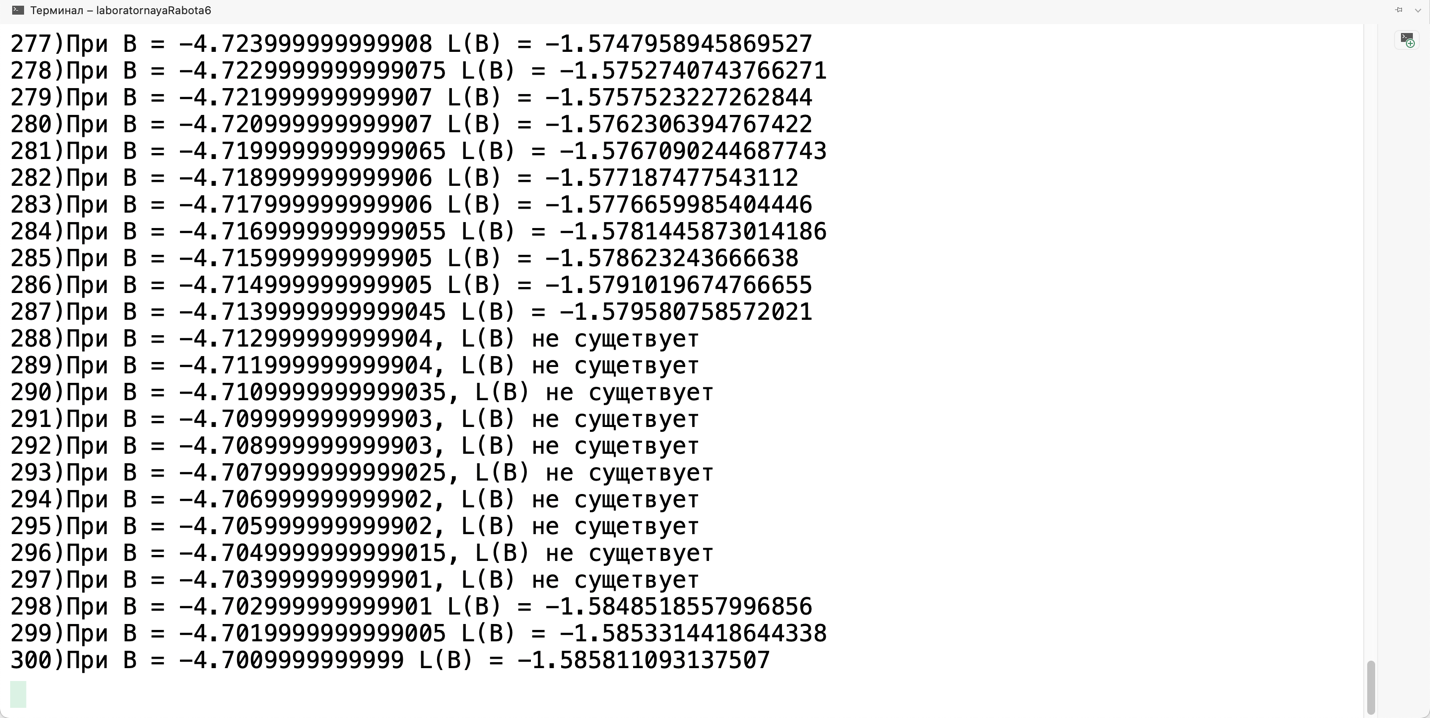 Терминал – laboratornayaRabota6
277)При B = -4.723999999999908 L(B) = -1.5747958945869527
278)При B = -4.7229999999999075 L(B) = -1.5752740743766271
279)При B = -4.721999999999907 L(B) = -1.5757523227262844
280)При B = -4.720999999999907 L(B) = -1.5762306394767422
281)При B = -4.7199999999999065 L(B) = -1.5767090244687743
282)При B = -4.718999999999906 L(B) = -1.577187477543112
283)При B = -4.717999999999906 L(B) = -1.5776659985404446
284)При B = -4.7169999999999055 L(B) = -1.5781445873014186
285)При B = -4.715999999999905 L(B) = -1.578623243666638
286)При B = -4.714999999999905 L(B) = -1.5791019674766655
287)При B = -4.7139999999999045 L(B) = -1.579580758572021
288)При B = -4.712999999999904, L(B) не сущетвует
289)При B = -4.711999999999904, L(B) не сущетвует
290)При B = -4.7109999999999035, L(B) не сущетвует
291)При B = -4.709999999999903, L(B) не сущетвует
292)При B = -4.708999999999903, L(B) не сущетвует
293)При B = -4.7079999999999025, L(B) не сущетвует
294)При B = -4.706999999999902, L(B) не сущетвует
295)При B = -4.705999999999902, L(B) не сущетвует
296)При B = -4.7049999999999015, L(B) не сущетвует
297)При B = -4.703999999999901, L(B) не сущетвует
298)При B = -4.702999999999901 L(B) = -1.5848518557996856
299)При B = -4.7019999999999005 L(B) = -1.5853314418644338
300)При B = -4.7009999999999 L(B) = -1.585811093137507